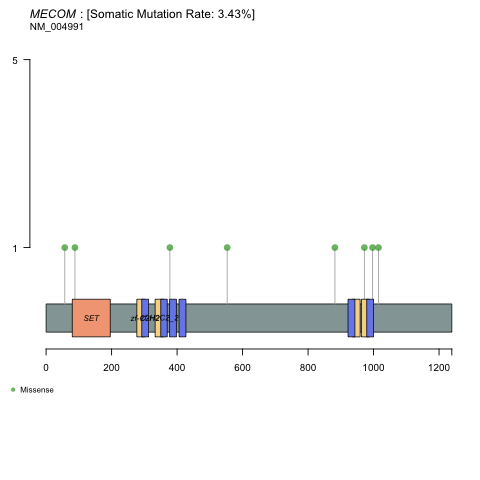 MECOM : [Somatic Mutation Rate: 3.43%]
NM_004991
5
1
SET
0 200 400 600 800 1000 1200
Missense